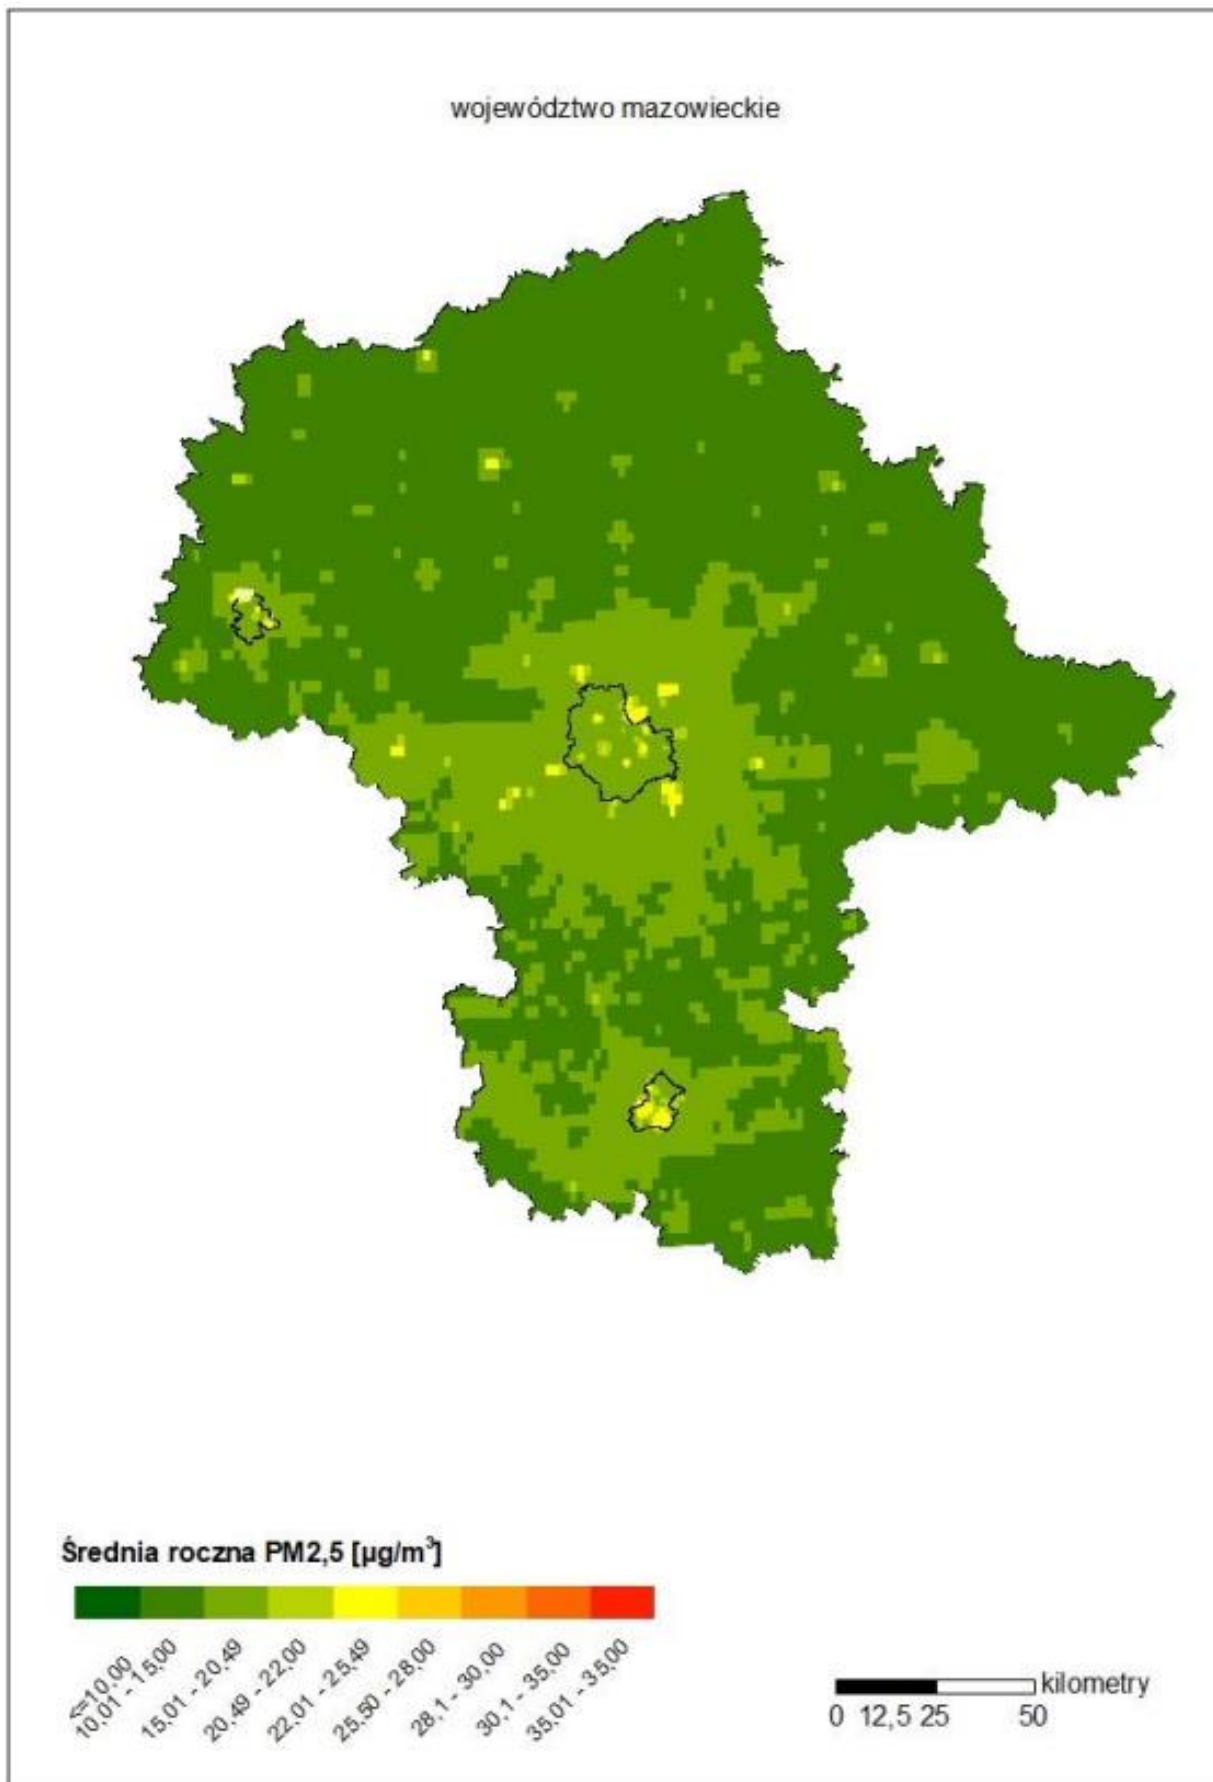 województwo mazowieckie
Średnia roczna PM2,5 [µg/m³]
<=10,00
10,01 - 15,00
15,01 - 20,49
20,49 - 22,00
22,01 - 25,49
25,50 - 28,00
28,1 - 30,00
30,1 - 35,00
35,01 - 35,00
kilometry
0 12,5 25 50